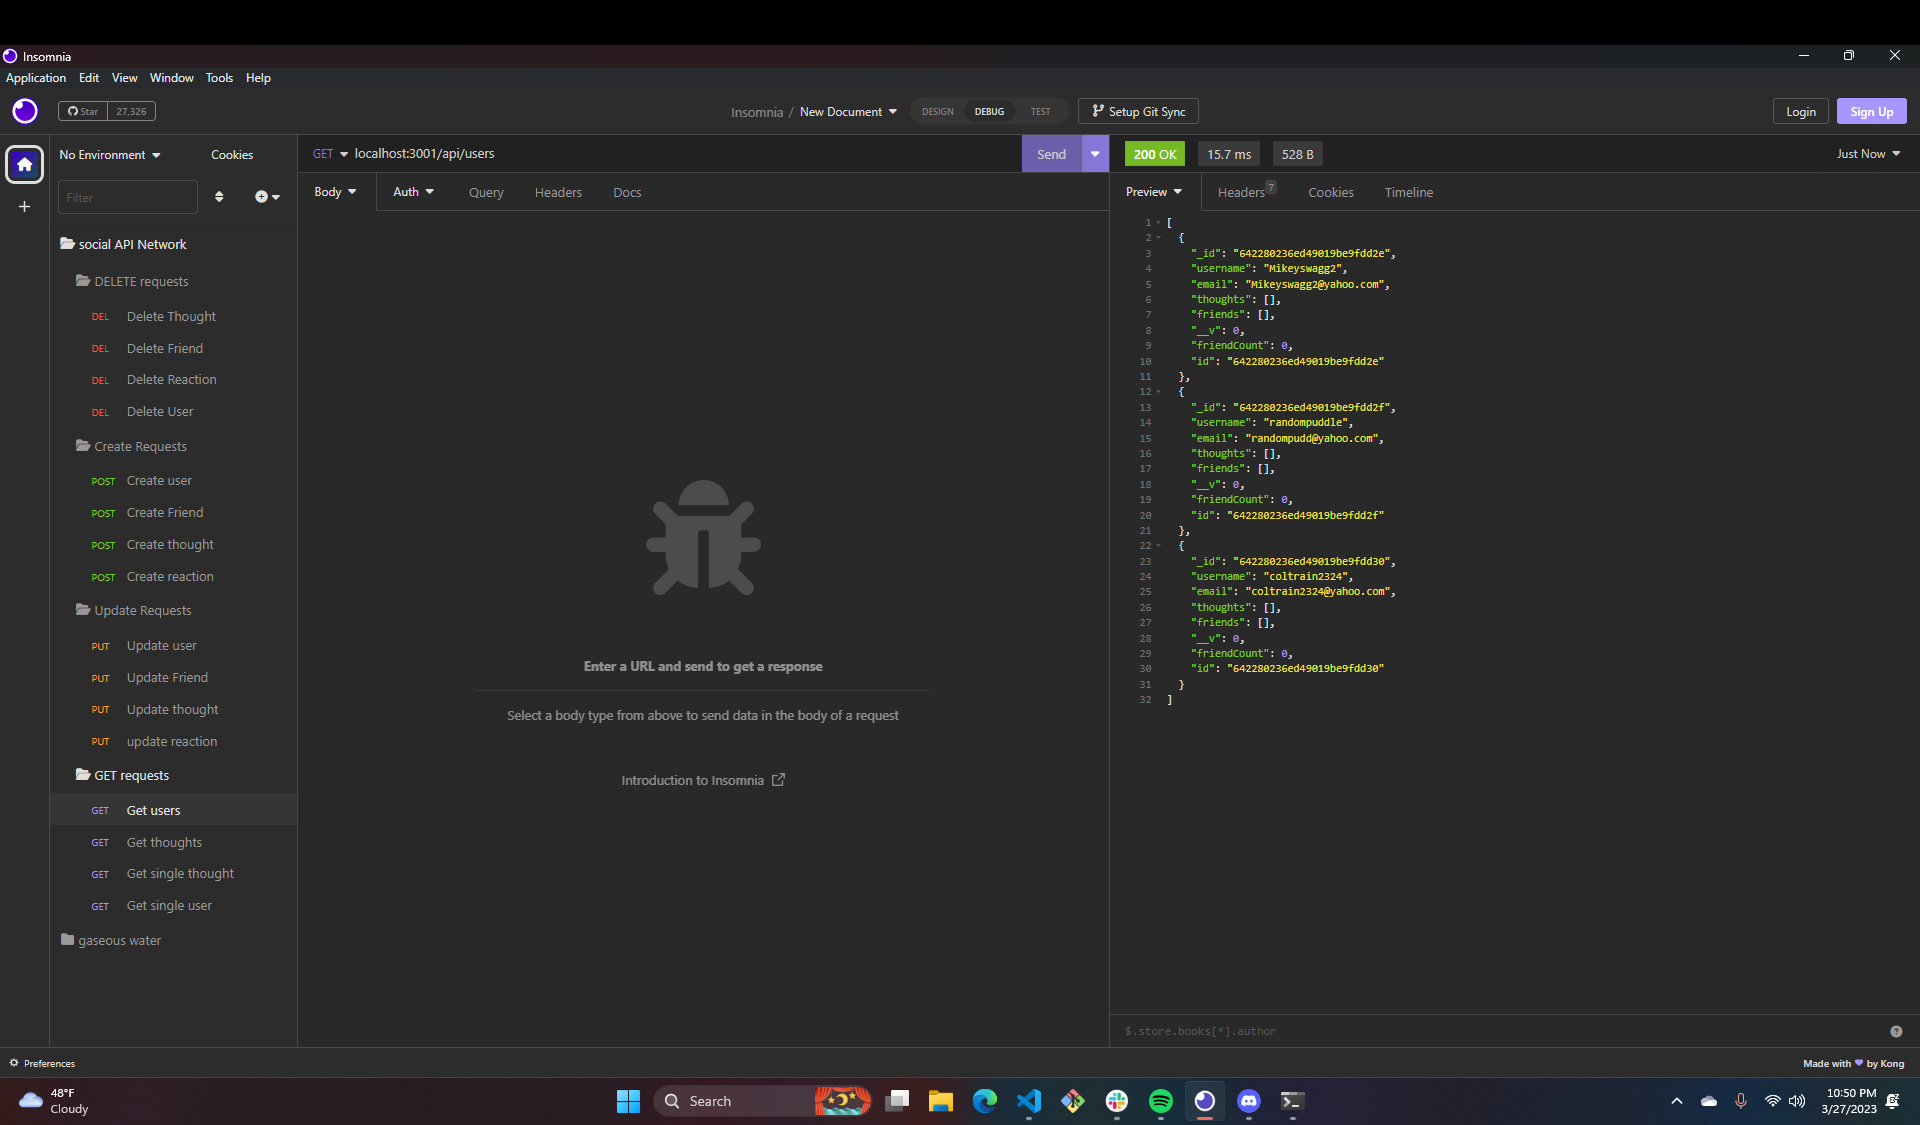 Insomnia
Application Edit View Window Tools Help
Star 27,326
Insomnia / New Document
DESIGN DEBUG TEST
Setup Git Sync
Login Sign Up
No Environment Cookies
GET localhost:3001/api/users
Send
200 OK 15.7 ms 528 B
Just Now
Filter
Body Auth Query Headers Docs
Preview Headers 7 Cookies Timeline
social API Network
DELETE requests
DEL Delete Thought
DEL Delete Friend
DEL Delete Reaction
DEL Delete User
Create Requests
POST Create user
POST Create Friend
POST Create thought
POST Create reaction
Update Requests
PUT Update user
PUT Update Friend
PUT Update thought
PUT update reaction
GET requests
GET Get users
GET Get thoughts
GET Get single thought
GET Get single user
gaseous water
Enter a URL and send to get a response
Select a body type from above to send data in the body of a request
Introduction to Insomnia
1 [
2 {
3 "_id": "642280236ed49019be9fdd2e",
4 "username": "Mikeyswagg2",
5 "email": "Mikeyswagg2@yahoo.com",
6 "thoughts": [],
7 "friends": [],
8 "__v": 0,
9 "friendCount": 0,
10 "id": "642280236ed49019be9fdd2e"
11 },
12 {
13 "_id": "642280236ed49019be9fdd2f",
14 "username": "randompuddle",
15 "email": "randompudd@yahoo.com",
16 "thoughts": [],
17 "friends": [],
18 "__v": 0,
19 "friendCount": 0,
20 "id": "642280236ed49019be9fdd2f"
21 },
22 {
23 "_id": "642280236ed49019be9fdd30",
24 "username": "coltrain2324",
25 "email": "coltrain2324@yahoo.com",
26 "thoughts": [],
27 "friends": [],
28 "__v": 0,
29 "friendCount": 0,
30 "id": "642280236ed49019be9fdd30"
31 }
32 ]
$.store.books[*].author
Preferences
Made with by Kong
48°F
Cloudy
Search
10:50 PM
3/27/2023